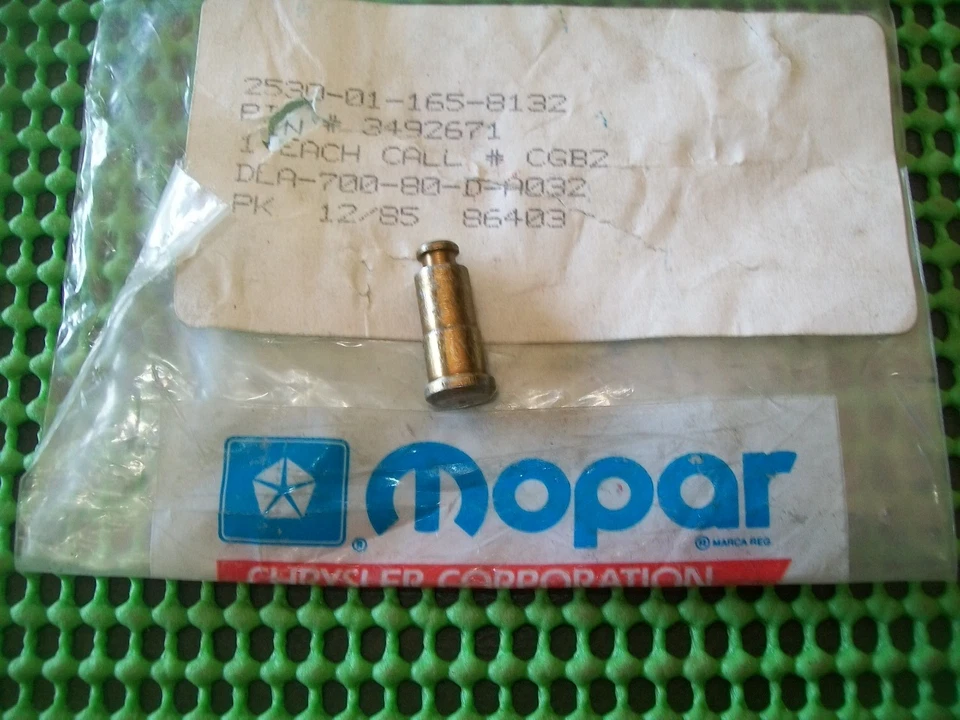 2530-01-165-8132
PIN # 3492671
1 EACH CALL # CGB2
DLA-700-80-D-A032
PK 12/85 86403
mopar
® ® MARCA REG
CHRYSLER CORPORATION